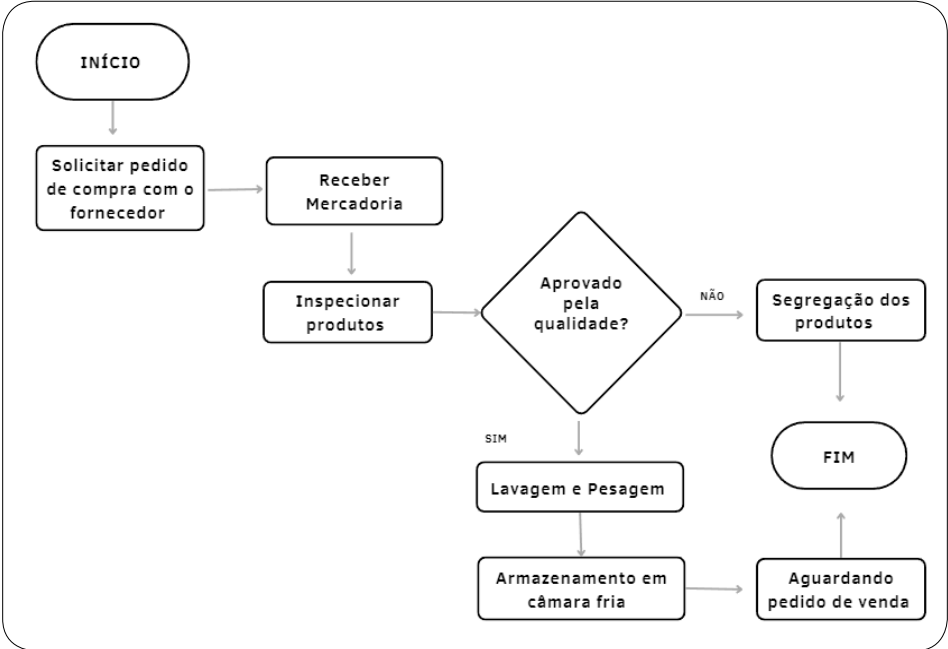 INÍCIO
Solicitar pedido
de compra com o
fornecedor
Receber
Mercadoria
Inspecionar
produtos
Aprovado
pela
qualidade?
NÃO
Segregação dos
produtos
SIM
Lavagem e Pesagem
Armazenamento em
câmara fria
Aguardando
pedido de venda
FIM